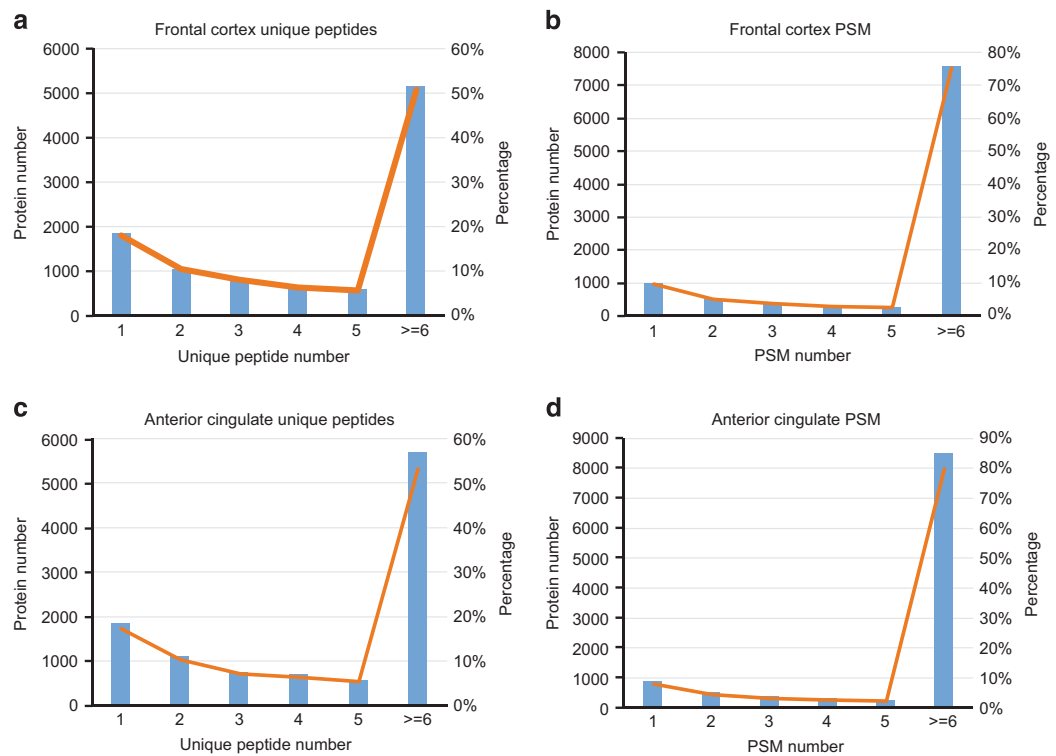 a
Frontal cortex unique peptides
6000
5000
4000
3000
2000
1000
0
60%
50%
40%
30%
20%
10%
0%
Protein number
Percentage
1 2 3 4 5 >=6
Unique peptide number
b
Frontal cortex PSM
8000
7000
6000
5000
4000
3000
2000
1000
0
80%
70%
60%
50%
40%
30%
20%
10%
0%
Protein number
Percentage
1 2 3 4 5 >=6
PSM number
c
Anterior cingulate unique peptides
6000
5000
4000
3000
2000
1000
0
60%
50%
40%
30%
20%
10%
0%
Protein number
Percentage
1 2 3 4 5 >=6
Unique peptide number
d
Anterior cingulate PSM
9000
8000
7000
6000
5000
4000
3000
2000
1000
0
90%
80%
70%
60%
50%
40%
30%
20%
10%
0%
Protein number
Percentage
1 2 3 4 5 >=6
PSM number